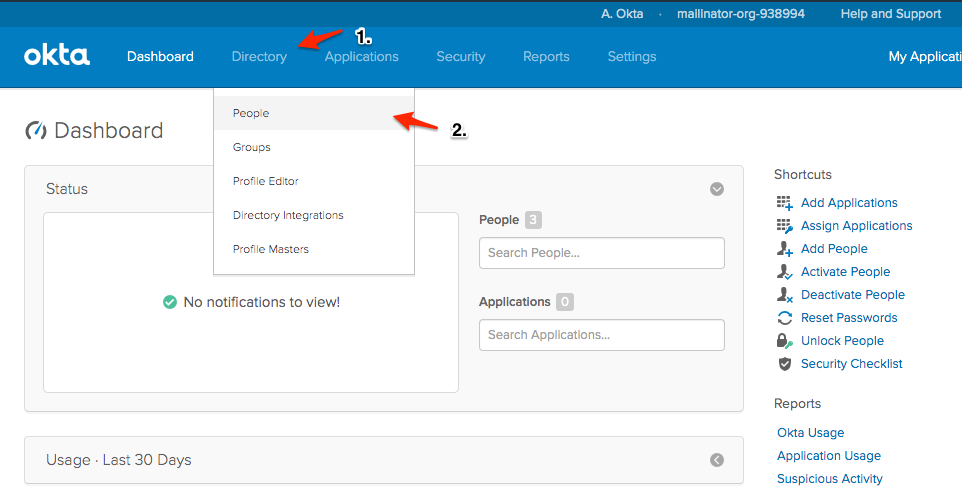 A. Okta · mailinator-org-938994 Help and Support
okta Dashboard Directory Applications Security Reports Settings My Applicati
1.
People
2.
Groups
Profile Editor
Directory Integrations
Profile Masters
Dashboard
Status
No notifications to view!
People 3
Search People...
Applications 0
Search Applications...
Usage · Last 30 Days
Shortcuts
Add Applications
Assign Applications
Add People
Activate People
Deactivate People
Reset Passwords
Unlock People
Security Checklist
Reports
Okta Usage
Application Usage
Suspicious Activity